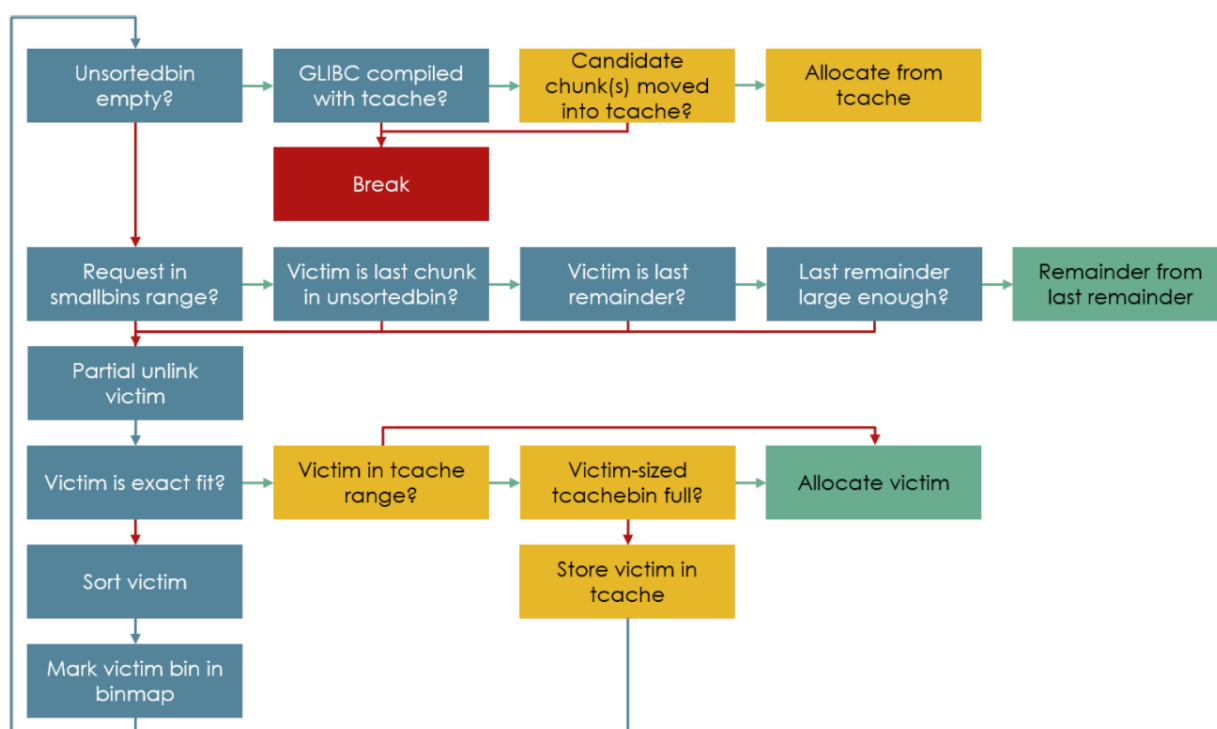 Unsortedbin
empty?
GLIBC compiled
with tcache?
Candidate
chunk(s) moved
into tcache?
Allocate from
tcache
Break
Request in
smallbins range?
Victim is last chunk
in unsortedbin?
Victim is last
remainder?
Last remainder
large enough?
Remainder from
last remainder
Partial unlink
victim
Victim is exact fit?
Victim in tcache
range?
Victim-sized
tcachebin full?
Allocate victim
Sort victim
Store victim in
tcache
Mark victim bin in
binmap